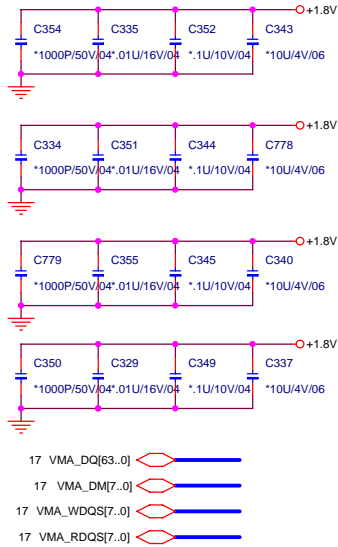 +1.8V
C354 C335 C352 C343
*1000P/50V/04 *.01U/16V/04 *.1U/10V/04 *10U/4V/06
+1.8V
C334 C351 C344 C778
*1000P/50V/04 *.01U/16V/04 *.1U/10V/04 *10U/4V/06
+1.8V
C779 C355 C345 C340
*1000P/50V/04 *.01U/16V/04 *.1U/10V/04 *10U/4V/06
+1.8V
C350 C329 C349 C337
*1000P/50V/04 *.01U/16V/04 *.1U/10V/04 *10U/4V/06
17 VMA_DQ[63..0]
17 VMA_DM[7..0]
17 VMA_WDQS[7..0]
17 VMA_RDQS[7..0]